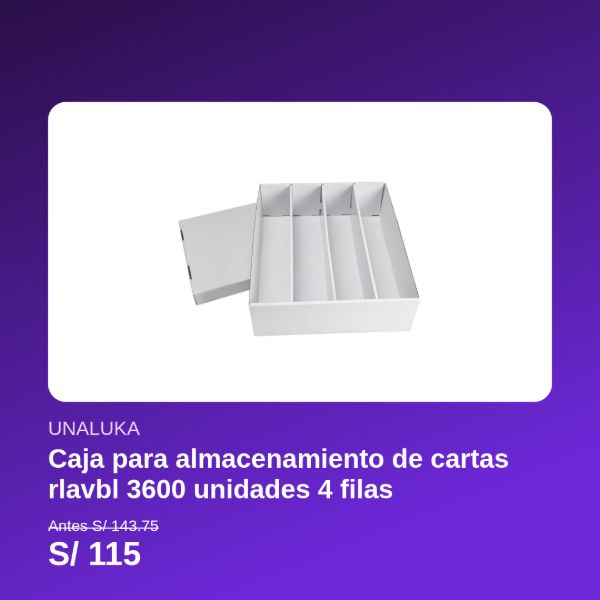 UNALUKA
Caja para almacenamiento de cartas
rlavbl 3600 unidades 4 filas
Antes S/ 143.75
S/ 115